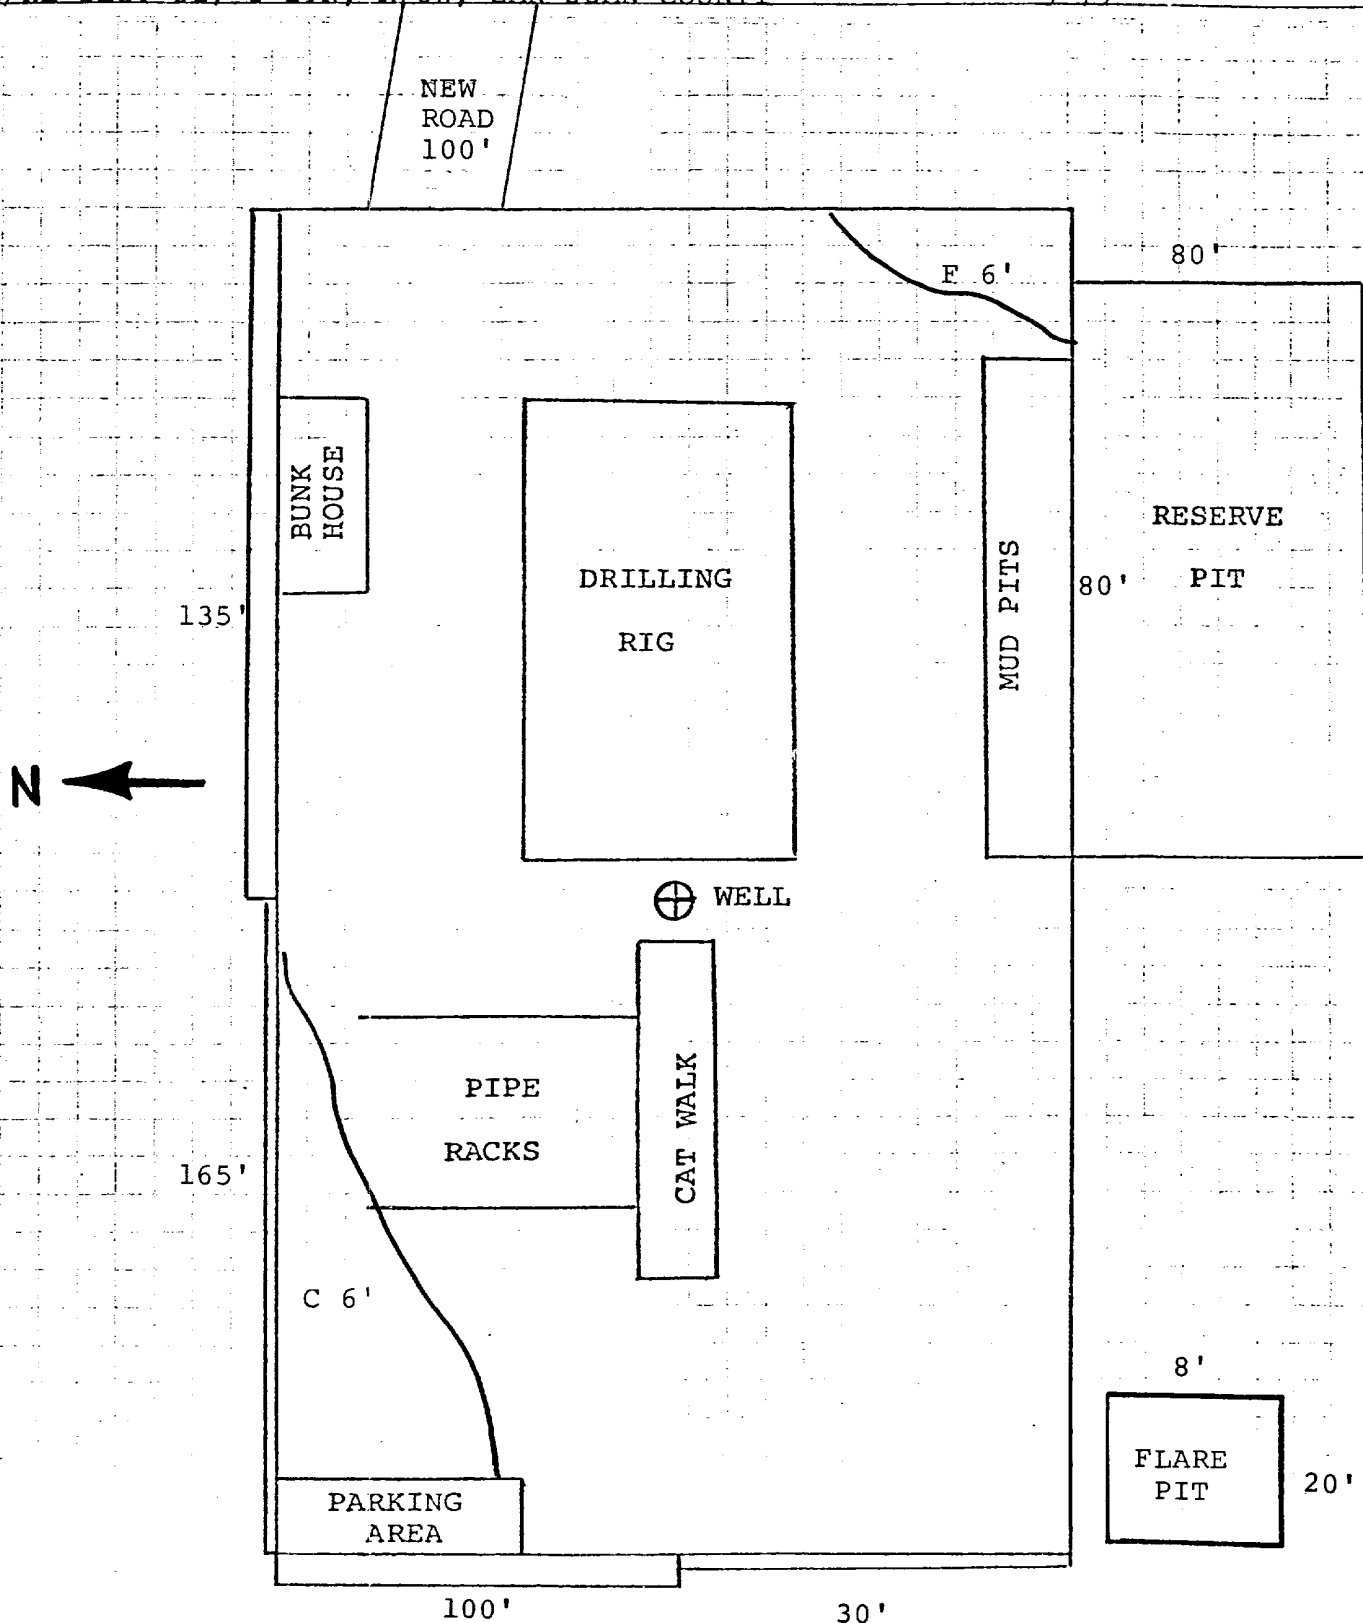 NEW
ROAD
100'
80'
F 6'
BUNK
HOUSE
RESERVE
PIT
DRILLING
RIG
MUD PITS
80'
135'
N
WELL
PIPE
RACKS
CAT WALK
165'
C 6'
8'
FLARE
PIT
20'
PARKING
AREA
100'
30'